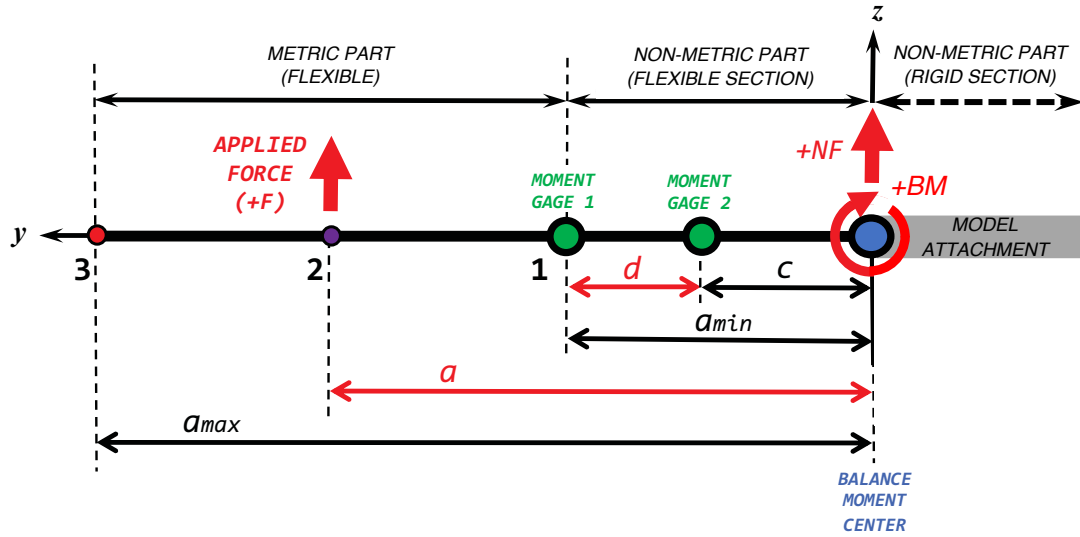 z
METRIC PART
(FLEXIBLE)
NON-METRIC PART
(FLEXIBLE SECTION)
NON-METRIC PART
(RIGID SECTION)
APPLIED
FORCE
(+F)
+NF
MOMENT
GAGE 1
MOMENT
GAGE 2
+BM
y
MODEL
ATTACHMENT
3
2
1
d
c
amin
a
amax
BALANCE
MOMENT
CENTER